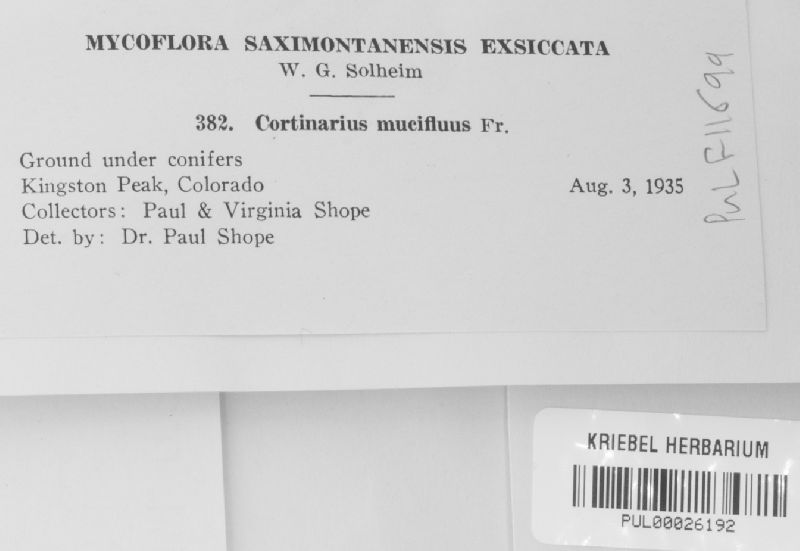 MYCOFLORA SAXIMONTANENSIS EXSICCATA
W. G. Solheim
382. Cortinarius mucifluus Fr.
Ground under conifers
Kingston Peak, Colorado Aug. 3, 1935
Collectors: Paul & Virginia Shope
Det. by: Dr. Paul Shope
PUL F11699
KRIEBEL HERBARIUM
PUL00026192